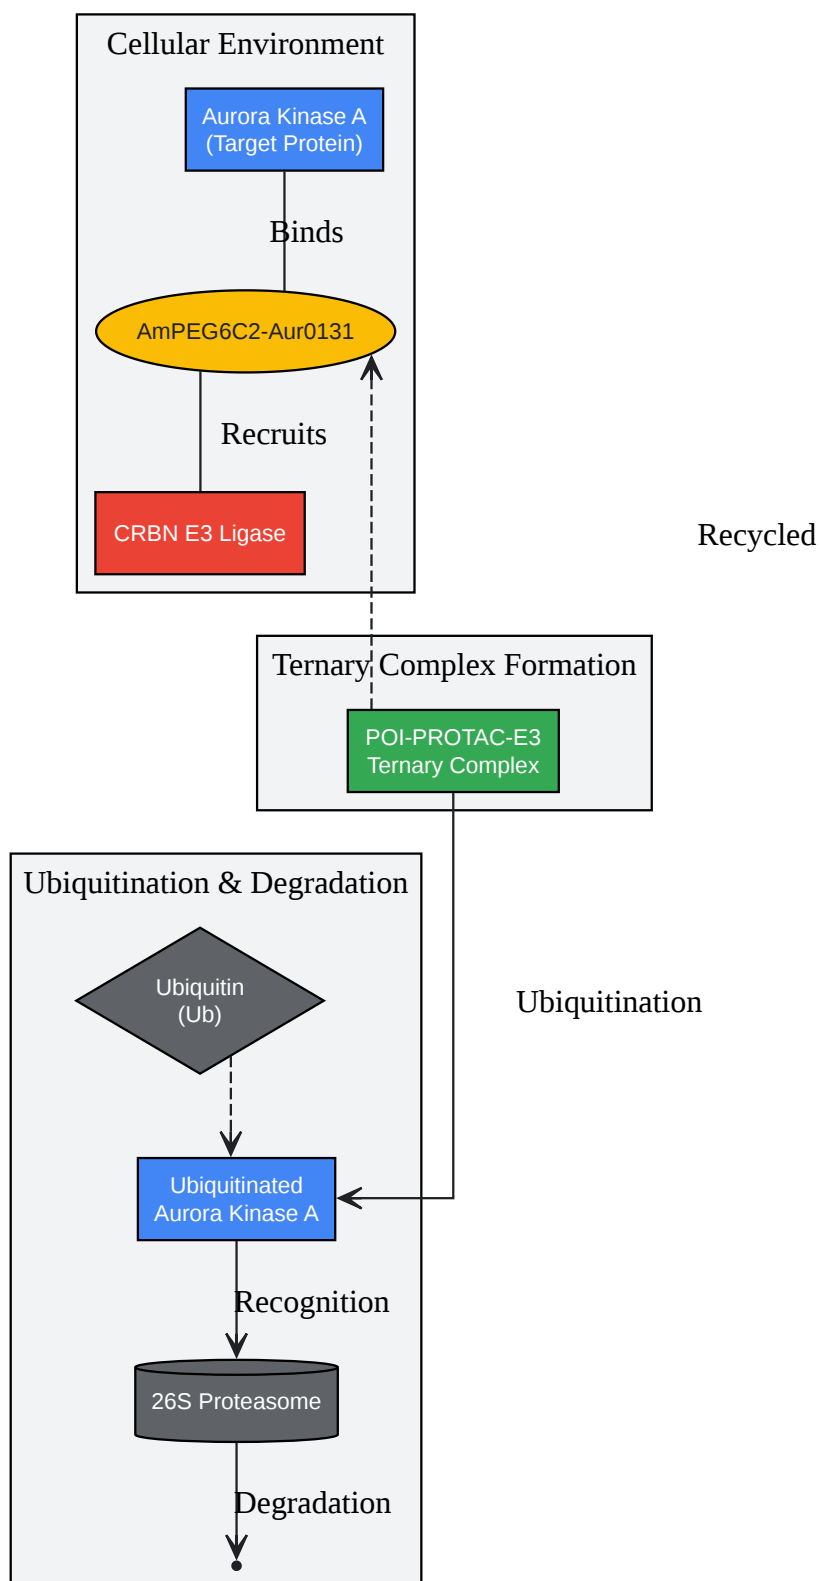 Cellular Environment
Aurora Kinase A
(Target Protein)
Binds
AmPEG6C2-Aur0131
Recruits
CRBN E3 Ligase
Recycled
Ternary Complex Formation
POI-PROTAC-E3
Ternary Complex
Ubiquitination & Degradation
Ubiquitin
(Ub)
Ubiquitination
Ubiquitinated
Aurora Kinase A
Recognition
26S Proteasome
Degradation